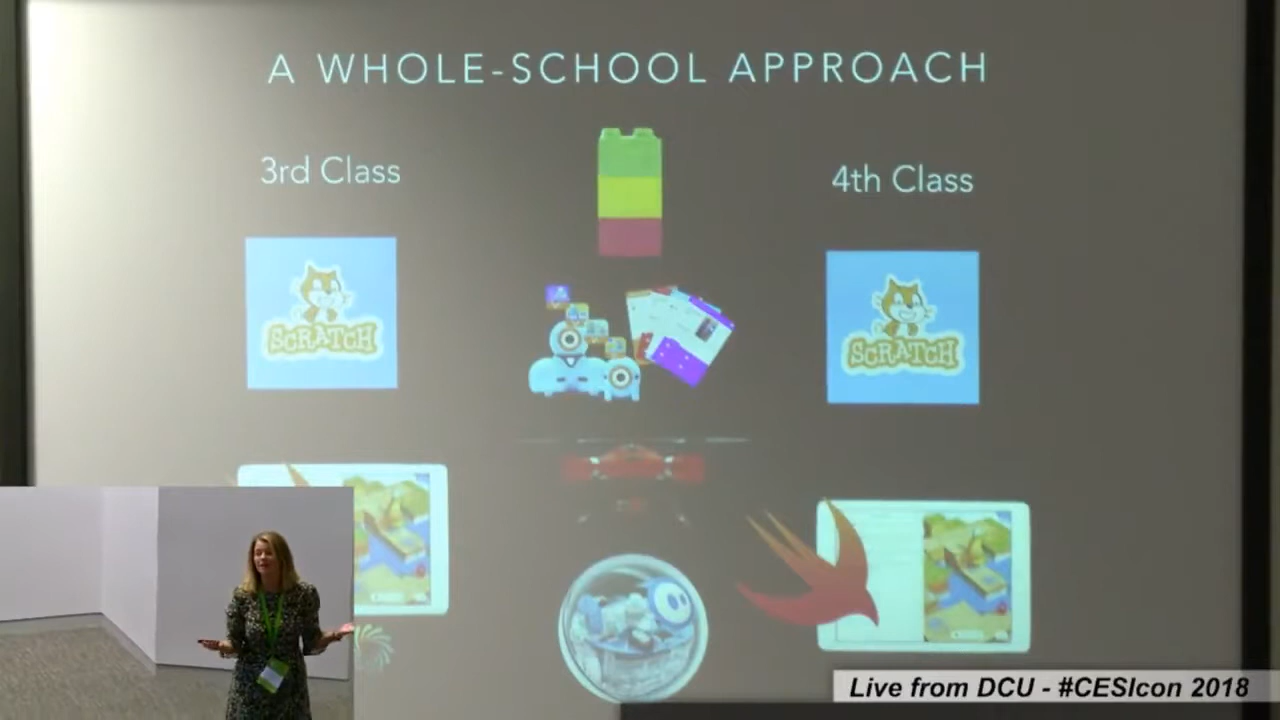 A WHOLE-SCHOOL APPROACH
3rd Class
4th Class
SCRATCH
SCRATCH
Live from DCU - #CESIcon 2018